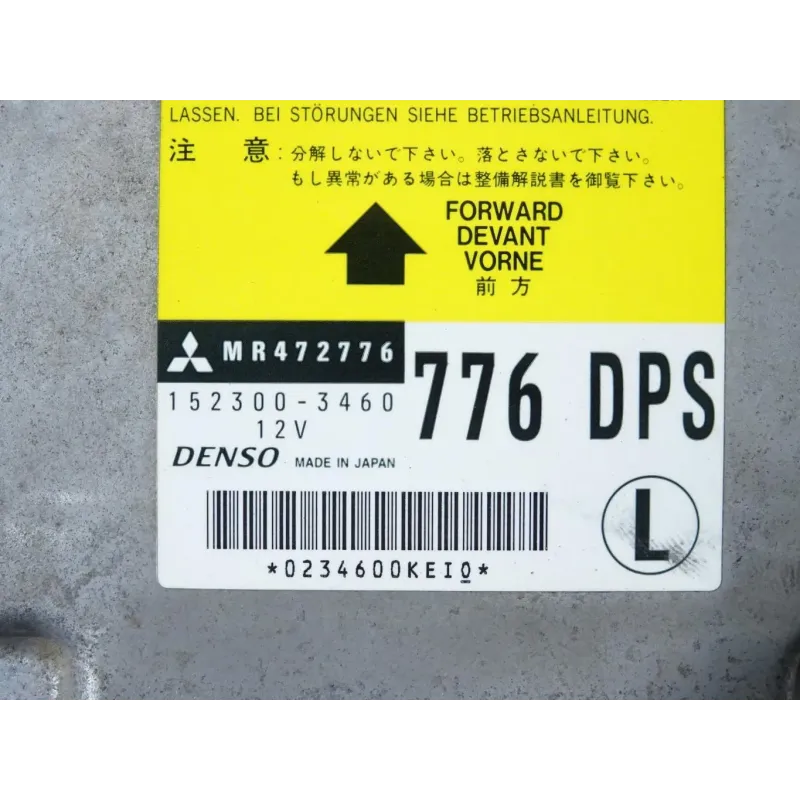 LASSEN. BEI STÖRUNGEN SIEHE BETRIEBSANLEITUNG.
注 意:分解しないで下さい。落とさないで下さい。
もし異常がある場合は整備解説書を御覧下さい。
FORWARD
DEVANT
VORNE
前方
MR472776
776 DPS
152300-3460
12V
DENSO MADE IN JAPAN
L
*0234600KEI0*